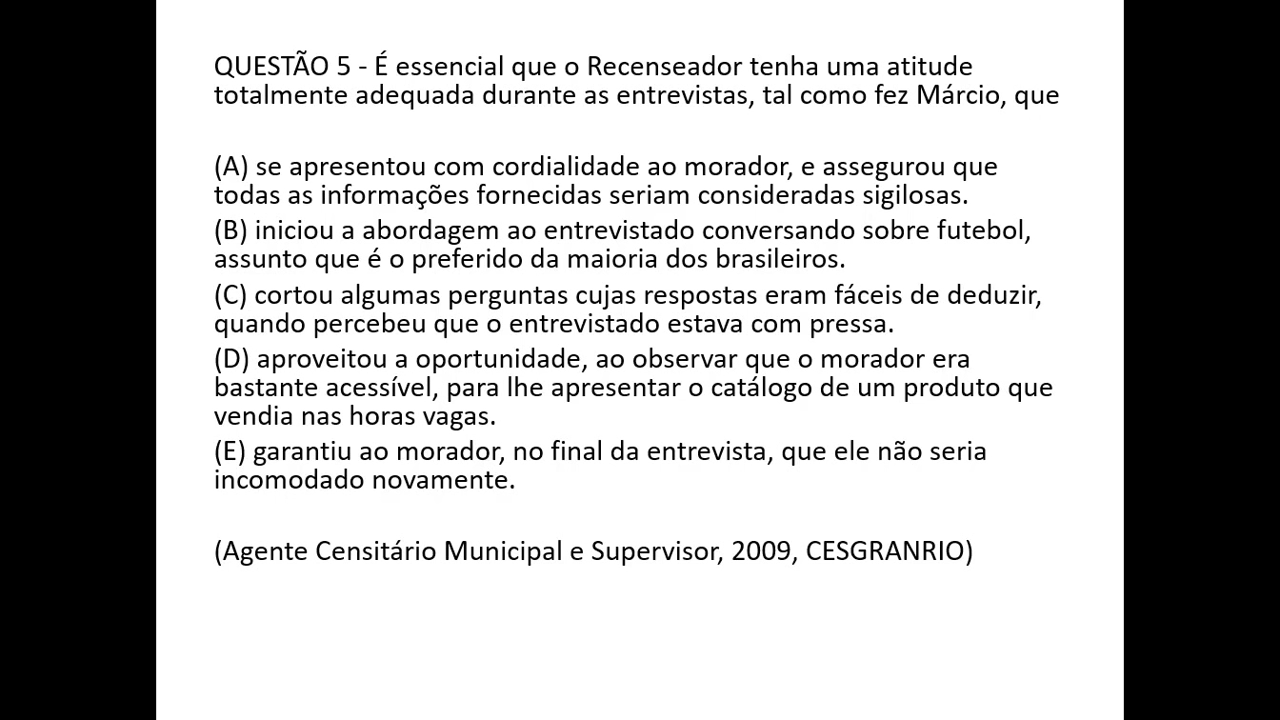 QUESTÃO 5 - É essencial que o Recenseador tenha uma atitude
totalmente adequada durante as entrevistas, tal como fez Márcio, que
(A) se apresentou com cordialidade ao morador, e assegurou que
todas as informações fornecidas seriam consideradas sigilosas.
(B) iniciou a abordagem ao entrevistado conversando sobre futebol,
assunto que é o preferido da maioria dos brasileiros.
(C) cortou algumas perguntas cujas respostas eram fáceis de deduzir,
quando percebeu que o entrevistado estava com pressa.
(D) aproveitou a oportunidade, ao observar que o morador era
bastante acessível, para lhe apresentar o catálogo de um produto que
vendia nas horas vagas.
(E) garantiu ao morador, no final da entrevista, que ele não seria
incomodado novamente.
(Agente Censitário Municipal e Supervisor, 2009, CESGRANRIO)